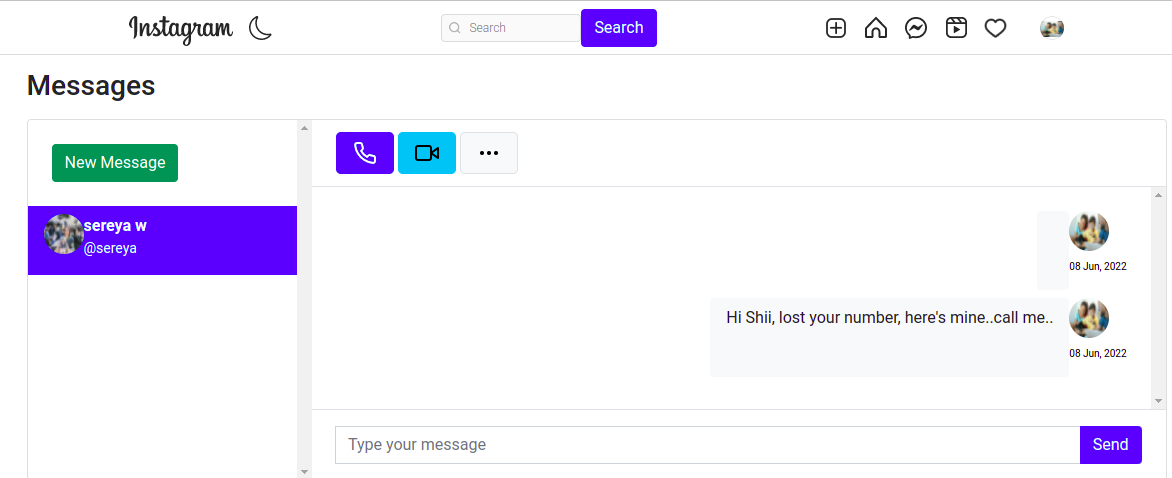 Instagram
Search
Search
Messages
New Message
sereya w
@sereya
08 Jun, 2022
Hi Shii, lost your number, here's mine..call me..
08 Jun, 2022
Type your message
Send